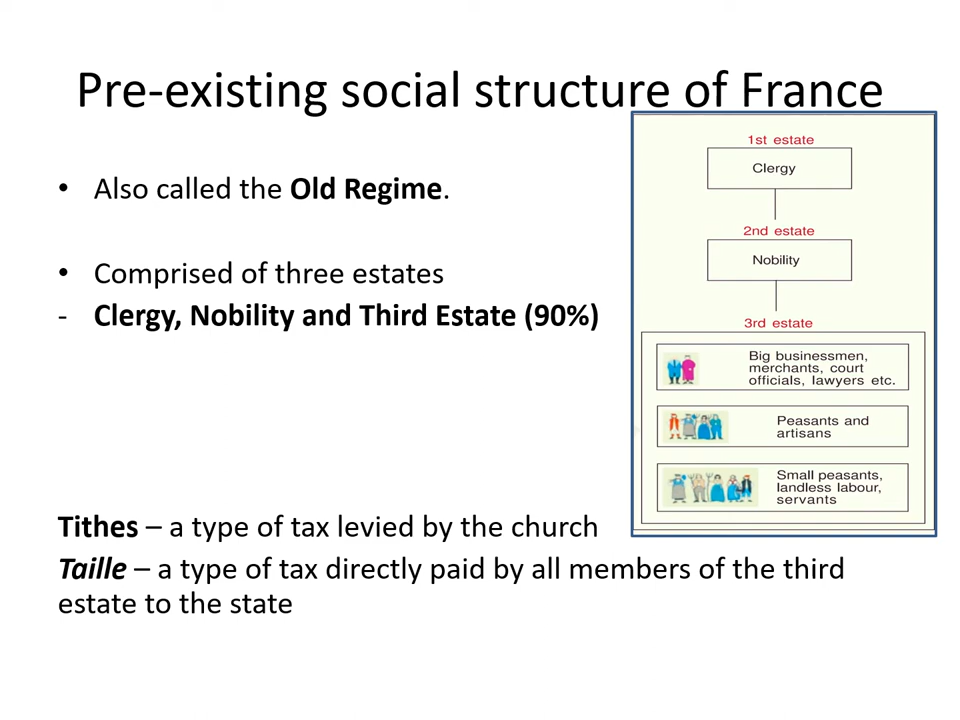 Pre-existing social structure of France
• Also called the Old Regime.
• Comprised of three estates
- Clergy, Nobility and Third Estate (90%)
1st estate
Clergy
2nd estate
Nobility
3rd estate
Big businessmen,
merchants, court
officials, lawyers etc.
Peasants and
artisans
Small peasants,
landless labour,
servants
Tithes – a type of tax levied by the church
Taille – a type of tax directly paid by all members of the third
estate to the state